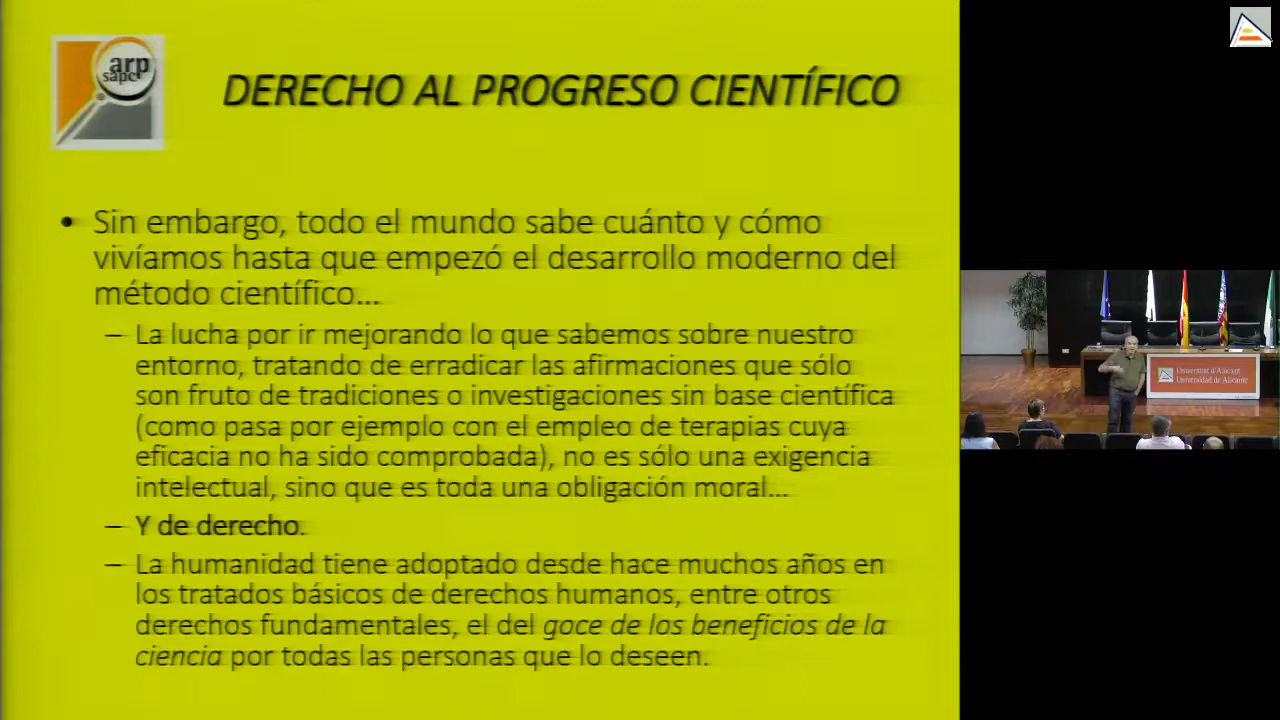 arp
sapc
DERECHO AL PROGRESO CIENTÍFICO
• Sin embargo, todo el mundo sabe cuánto y cómo
vivíamos hasta que empezó el desarrollo moderno del
método científico...
– La lucha por ir mejorando lo que sabemos sobre nuestro
entorno, tratando de erradicar las afirmaciones que sólo
son fruto de tradiciones o investigaciones sin base científica
(como pasa por ejemplo con el empleo de terapias cuya
eficacia no ha sido comprobada), no es sólo una exigencia
intelectual, sino que es toda una obligación moral...
– Y de derecho.
– La humanidad tiene adoptado desde hace muchos años en
los tratados básicos de derechos humanos, entre otros
derechos fundamentales, el del goce de los beneficios de la
ciencia por todas las personas que lo deseen.
Universitat d'Alacant
Universidad de Alicante